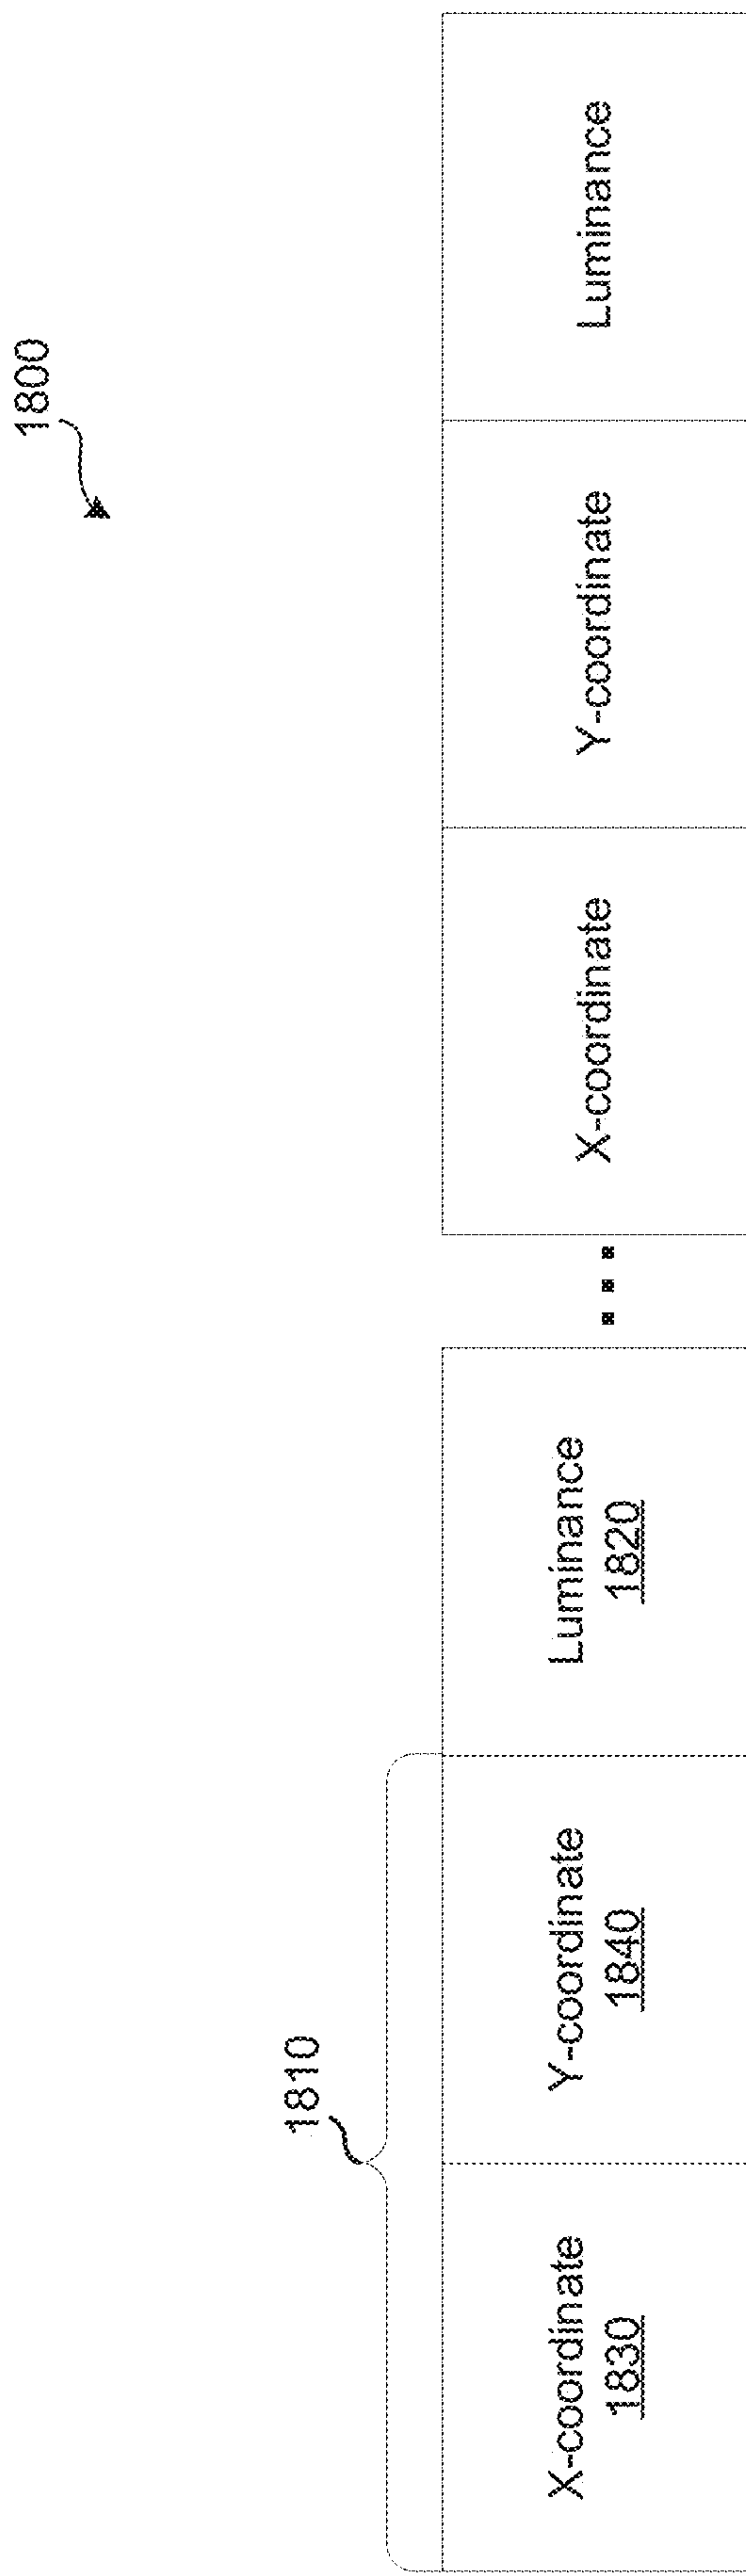 1800
1810
X-coordinate
1830
Y-coordinate
1840
Luminance
1820
X-coordinate
Y-coordinate
Luminance